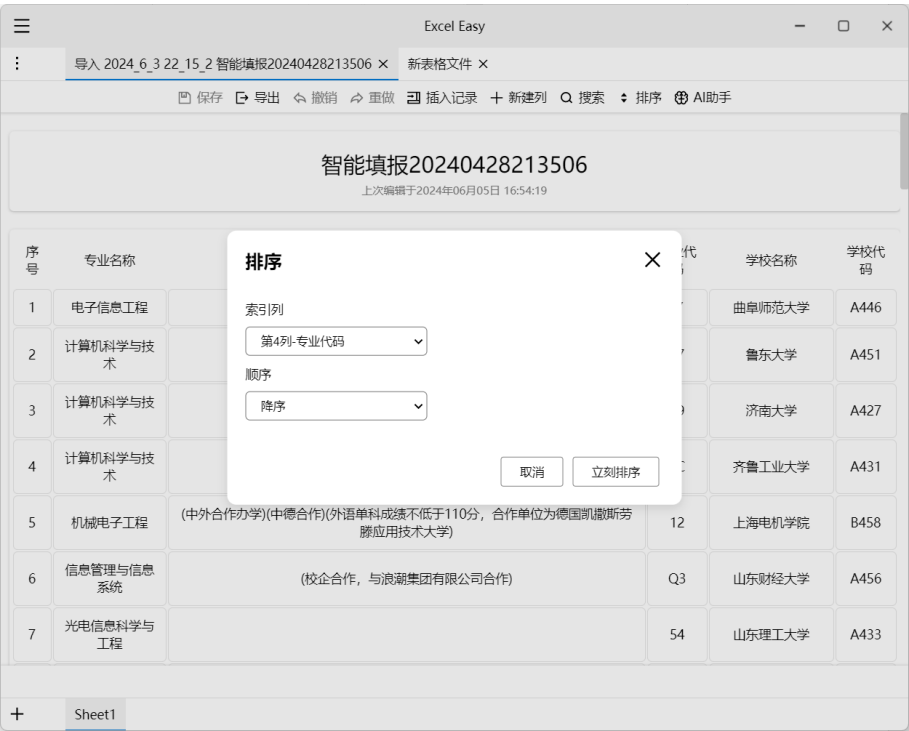 Excel Easy
导入 2024_6_3 22_15_2 智能填报20240428213506 新表格文件
保存 导出 撤销 重做 插入记录 新建列 搜索 排序 AI助手
智能填报20240428213506
上次编辑于2024年06月05日 16:54:19
序号 专业名称 学校名称 学校代码
排序
索引列
第4列-专业代码
顺序
降序
取消 立刻排序
1 电子信息工程 曲阜师范大学 A446
2 计算机科学与技术 鲁东大学 A451
3 计算机科学与技术 济南大学 A427
4 计算机科学与技术 齐鲁工业大学 A431
5 机械电子工程 (中外合作办学)(中德合作)(外语单科成绩不低于110分，合作单位为德国凯撒斯劳滕应用技术大学) 12 上海电机学院 B458
6 信息管理与信息系统 (校企合作，与浪潮集团有限公司合作) Q3 山东财经大学 A456
7 光电信息科学与工程 54 山东理工大学 A433
Sheet1